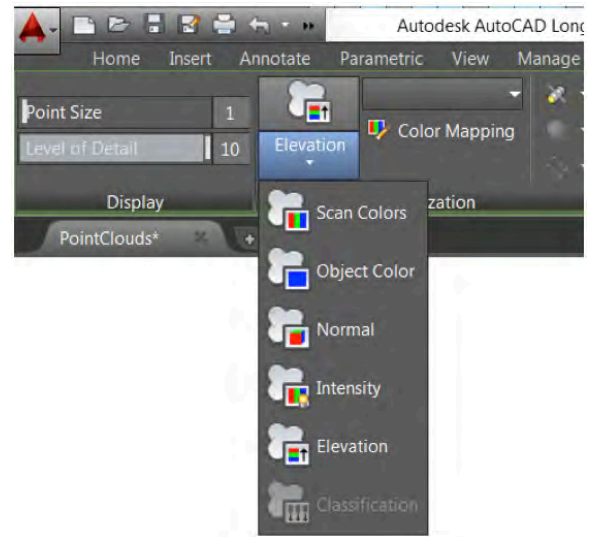 Autodesk AutoCAD Long
Home Insert Annotate Parametric View Manage
Point Size 1
Level of Detail 10
Elevation
Color Mapping
Display
zation
PointClouds*
Scan Colors
Object Color
Normal
Intensity
Elevation
Classification